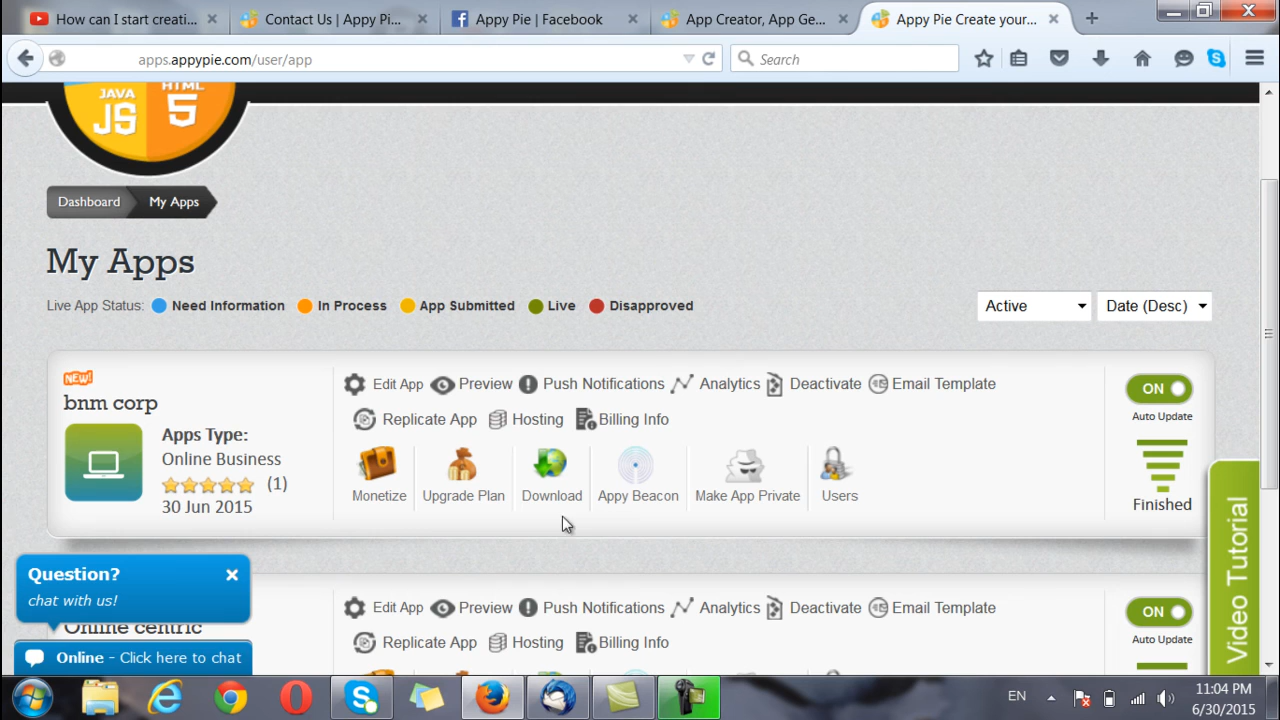 How can I start creati...
Contact Us | Appy Pi...
Appy Pie | Facebook
App Creator, App Ge...
Appy Pie Create your...
apps.appypie.com/user/app
Search
JAVA JS
HTML 5
Dashboard
My Apps
My Apps
Live App Status:
Need Information
In Process
App Submitted
Live
Disapproved
Active
Date (Desc)
NEW!
bnm corp
Apps Type:
Online Business
(1)
30 Jun 2015
Edit App
Preview
Push Notifications
Analytics
Deactivate
Email Template
Replicate App
Hosting
Billing Info
Monetize
Upgrade Plan
Download
Appy Beacon
Make App Private
Users
ON
Auto Update
Finished
Video Tutorial
Question?
chat with us!
Online centric
Online - Click here to chat
Edit App
Preview
Push Notifications
Analytics
Deactivate
Email Template
Replicate App
Hosting
Billing Info
ON
Auto Update
EN
11:04 PM
6/30/2015